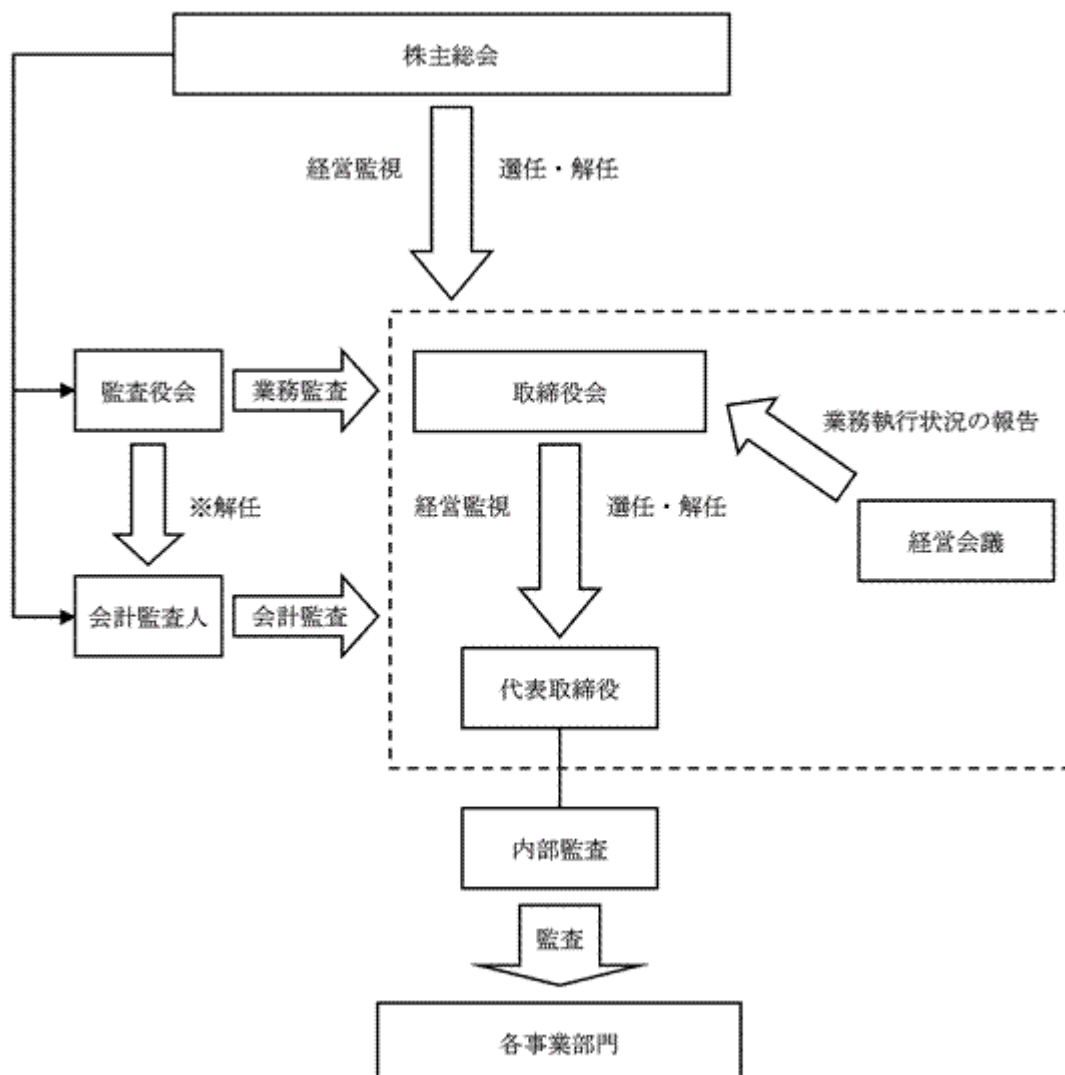 株主総会
経営監視
選任・解任
監査役会
業務監査
取締役会
業務執行状況の報告
※解任
経営監視
選任・解任
経営会議
会計監査人
会計監査
代表取締役
内部監査
監査
各事業部門